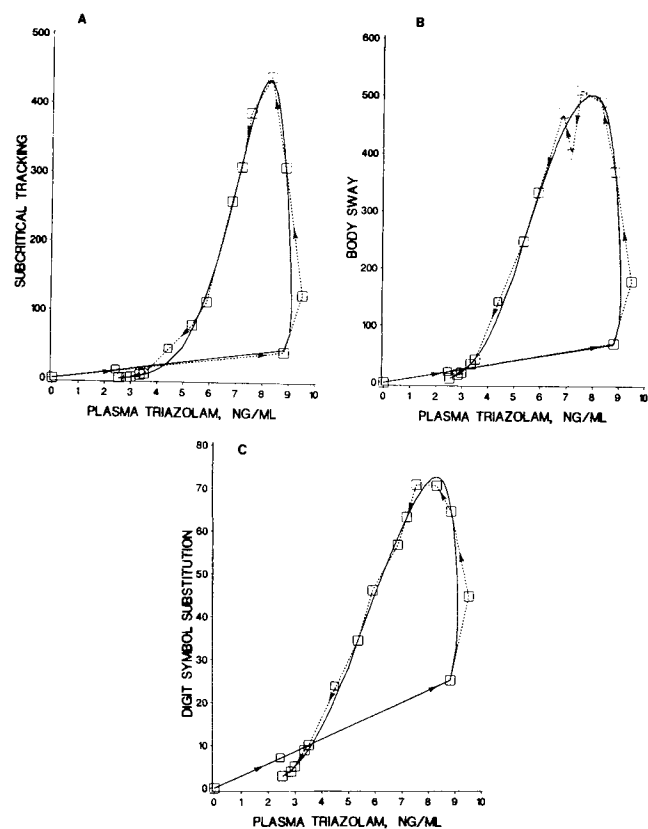 A
500
400
300
200
100
0
SUBCRITICAL TRACKING
0 1 2 3 4 5 6 7 8 9 10
PLASMA TRIAZOLAM, NG/ML
B
600
500
400
300
200
100
0
BODY SWAY
0 1 2 3 4 5 6 7 8 9 10
PLASMA TRIAZOLAM, NG/ML
C
80
70
60
50
40
30
20
10
0
DIGIT SYMBOL SUBSTITUTION
0 1 2 3 4 5 6 7 8 9 10
PLASMA TRIAZOLAM, NG/ML